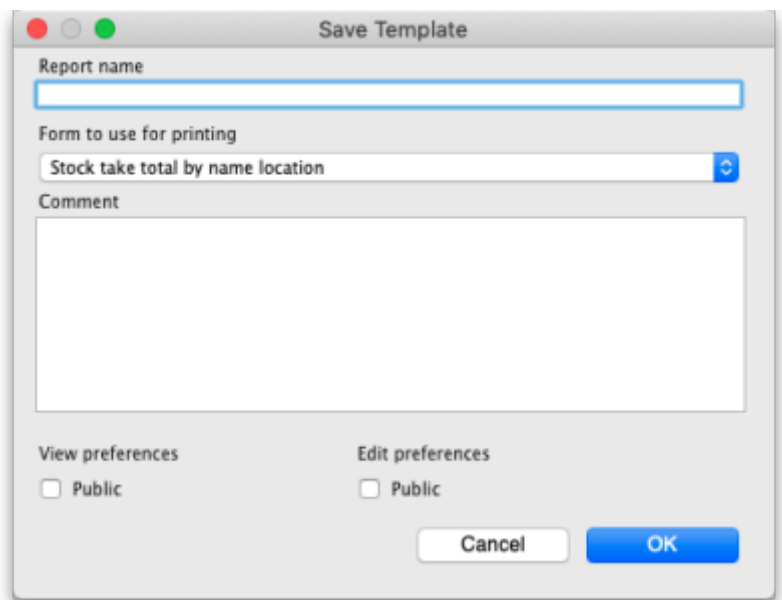 Save Template
Report name
Form to use for printing
Stock take total by name location
Comment
View preferences Edit preferences
Public Public
Cancel OK